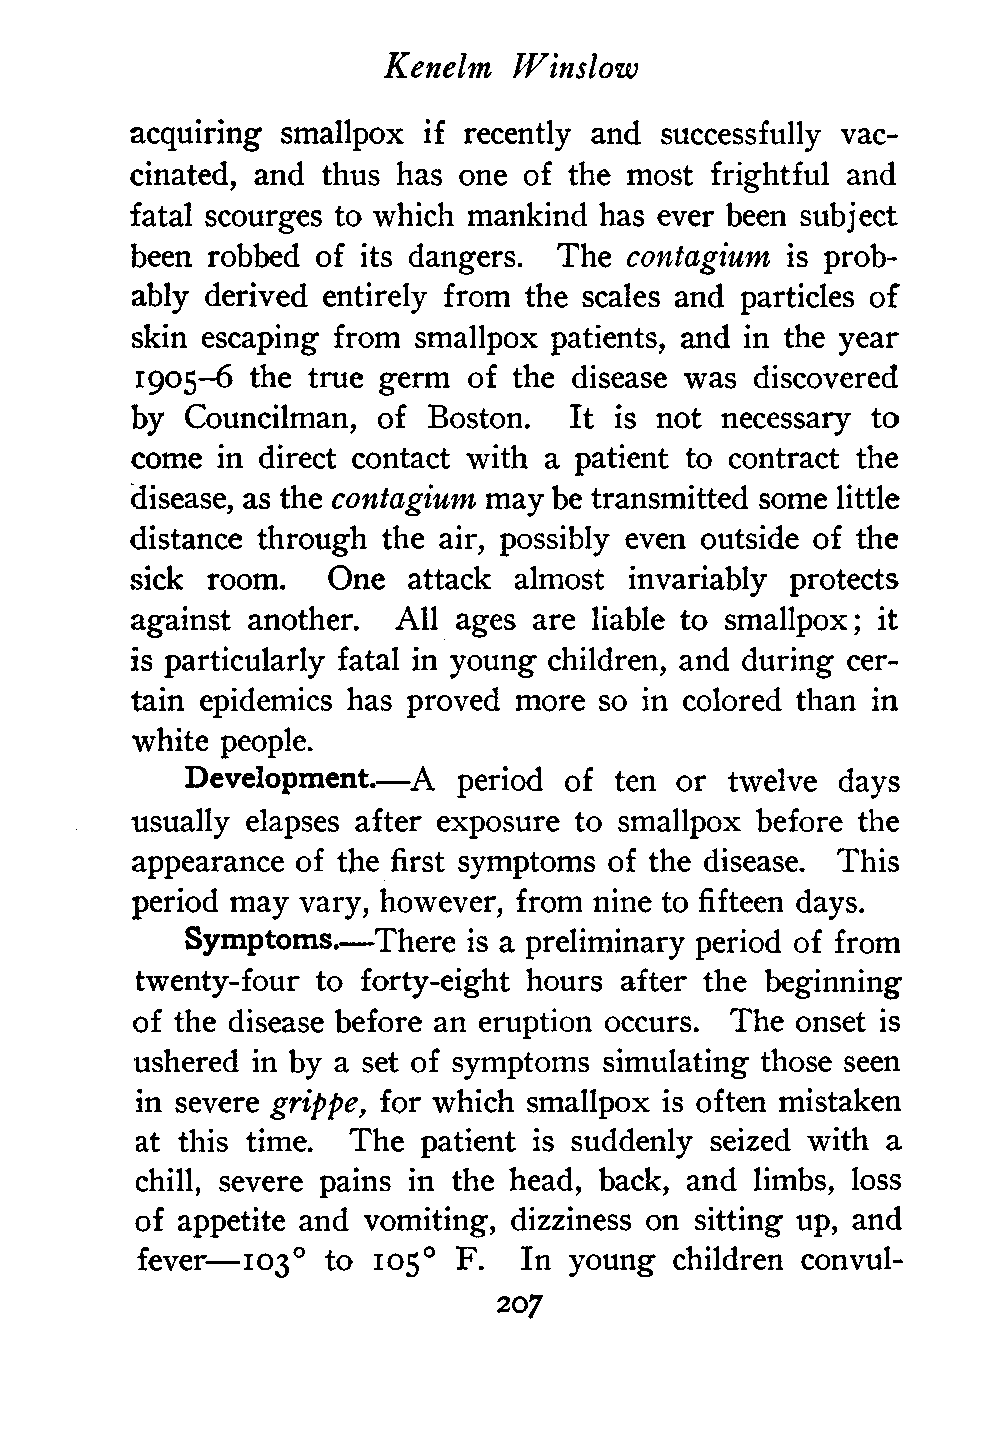 Kenelm Winslow
acquiring smallpox if recently and successfully vac-
cinated, and thus has one of the most frightful and
fatal scourges to which mankind has ever been subject
been robbed of its dangers. The contagium is prob-
ably derived entirely from the scales and particles of
skin escaping from smallpox patients, and in the year
1905–6 the true germ of the disease was discovered
by Councilman, of Boston. It is not necessary to
come in direct contact with a patient to contract the
disease, as the contagium may be transmitted some little
distance through the air, possibly even outside of the
sick room. One attack almost invariably protects
against another. All ages are liable to smallpox; it
is particularly fatal in young children, and during cer-
tain epidemics has proved more so in colored than in
white people.
Development.—A period of ten or twelve days
usually elapses after exposure to smallpox before the
appearance of the first symptoms of the disease. This
period may vary, however, from nine to fifteen days.
Symptoms.—There is a preliminary period of from
twenty-four to forty-eight hours after the beginning
of the disease before an eruption occurs. The onset is
ushered in by a set of symptoms simulating those seen
in severe grippe, for which smallpox is often mistaken
at this time. The patient is suddenly seized with a
chill, severe pains in the head, back, and limbs, loss
of appetite and vomiting, dizziness on sitting up, and
fever—103° to 105° F. In young children convul-
207